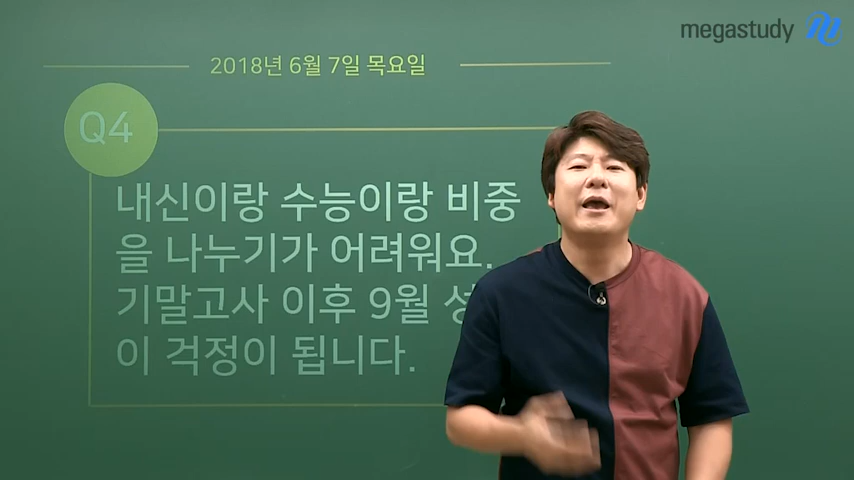 megastudy
2018년 6월 7일 목요일
Q4
내신이랑 수능이랑 비중
을 나누기가 어려워요.
기말고사 이후 9월
이 걱정이 됩니다.